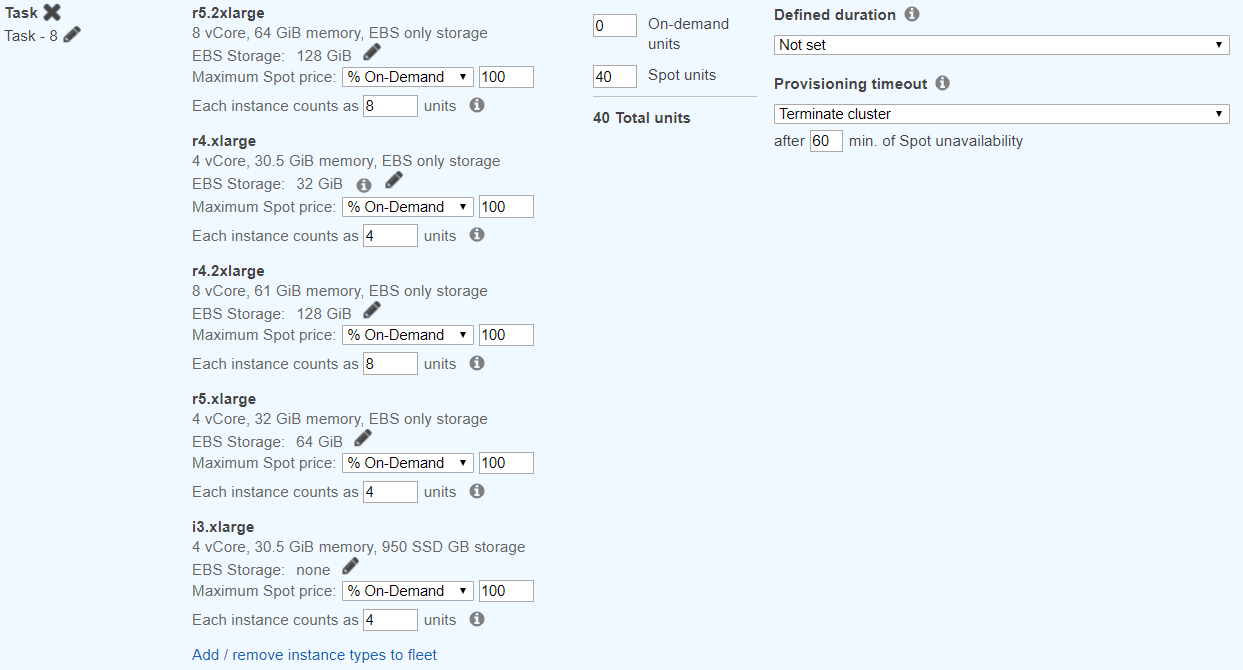 Task
Task - 8
r5.2xlarge
8 vCore, 64 GiB memory, EBS only storage
EBS Storage: 128 GiB
Maximum Spot price: % On-Demand 100
Each instance counts as 8 units
r4.xlarge
4 vCore, 30.5 GiB memory, EBS only storage
EBS Storage: 32 GiB
Maximum Spot price: % On-Demand 100
Each instance counts as 4 units
r4.2xlarge
8 vCore, 61 GiB memory, EBS only storage
EBS Storage: 128 GiB
Maximum Spot price: % On-Demand 100
Each instance counts as 8 units
r5.xlarge
4 vCore, 32 GiB memory, EBS only storage
EBS Storage: 64 GiB
Maximum Spot price: % On-Demand 100
Each instance counts as 4 units
i3.xlarge
4 vCore, 30.5 GiB memory, 950 SSD GB storage
EBS Storage: none
Maximum Spot price: % On-Demand 100
Each instance counts as 4 units
Add / remove instance types to fleet
0 On-demand
units
40 Spot units
40 Total units
Defined duration
Not set
Provisioning timeout
Terminate cluster
after 60 min. of Spot unavailability